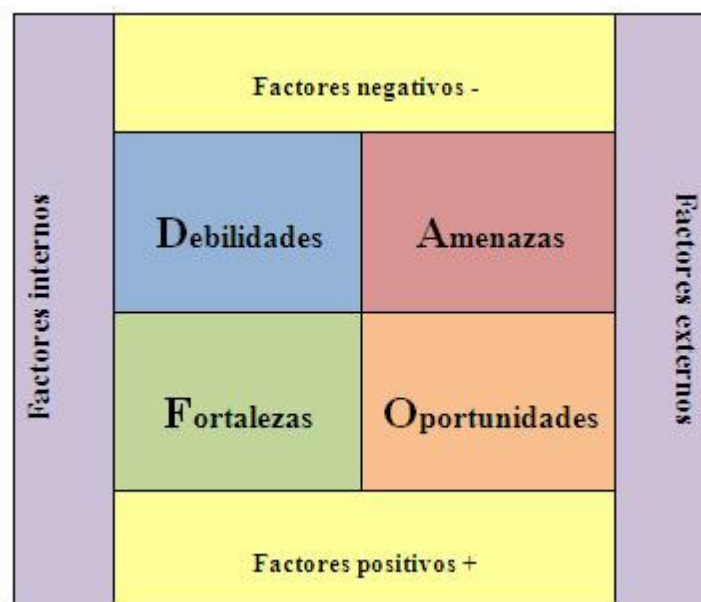 Factores negativos -
Factores internos
Debilidades
Amenazas
Factores externos
Fortalezas
Oportunidades
Factores positivos +